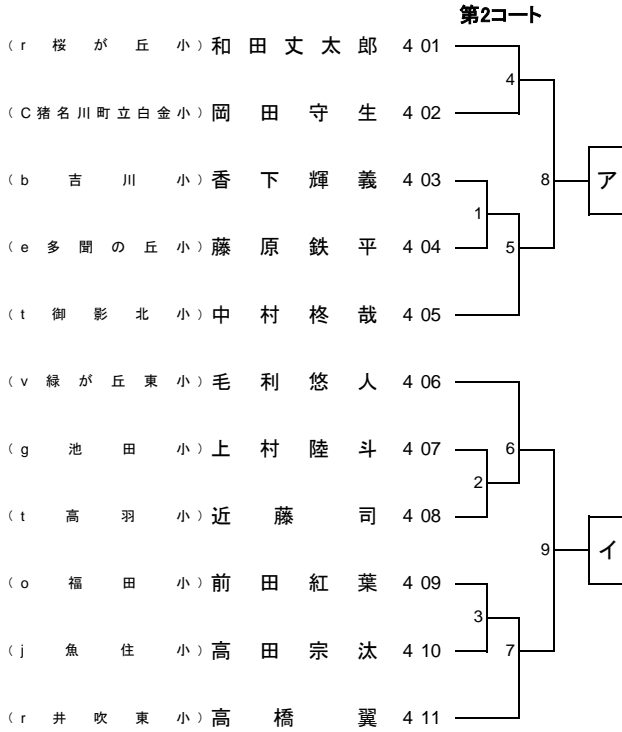 第2コート
(r 桜が丘小) 和田丈太郎 4 01
4
(C猪名川町立白金小) 岡田守生 4 02
(b 吉川小) 香下輝義 4 03
8 ア
1
(e 多聞の丘小) 藤原鉄平 4 04
5
(t 御影北小) 中村柊哉 4 05
(v 緑が丘東小) 毛利悠人 4 06
(g 池田小) 上村陸斗 4 07
6
2
(t 高羽小) 近藤司 4 08
9 イ
(o 福田小) 前田紅葉 4 09
3
(j 魚住小) 高田宗汰 4 10
7
(r 井吹東小) 高橋翼 4 11